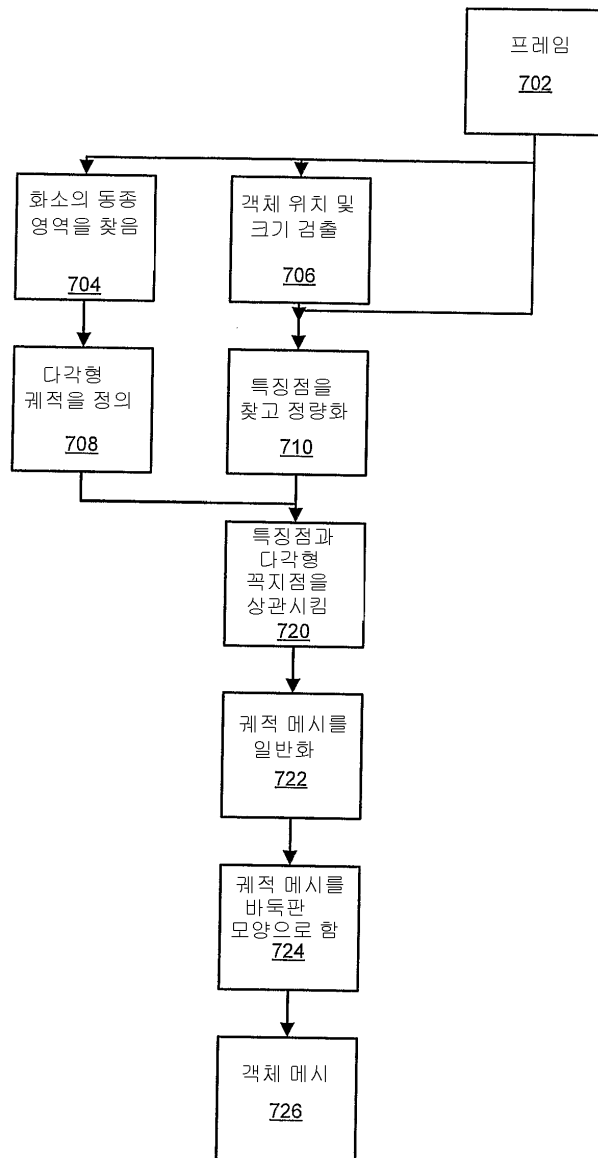 프레임
702
화소의 동종
영역을 찾음
704
객체 위치 및
크기 검출
706
다각형
궤적을 정의
708
특징점을
찾고 정량화
710
특징점과
다각형
꼭지점을
상관시킴
720
궤적 메시를
일반화
722
궤적 메시를
바둑판
모양으로 함
724
객체 메시
726